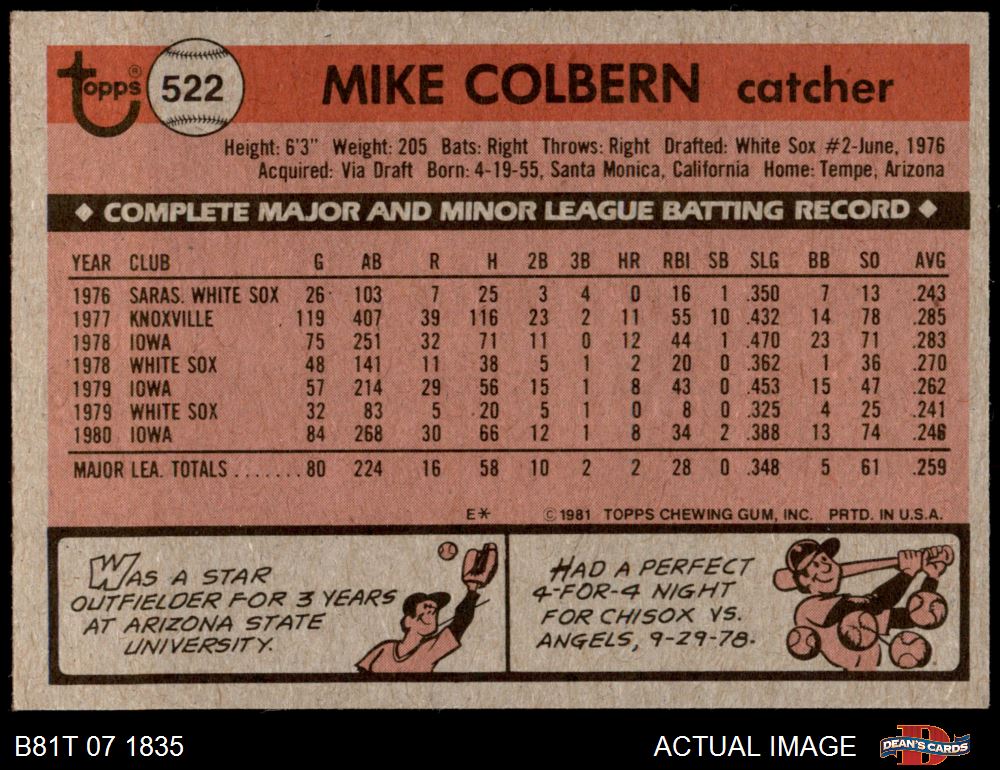 Topps® 522 MIKE COLBERN catcher
Height: 6'3" Weight: 205 Bats: Right Throws: Right Drafted: White Sox #2-June, 1976
Acquired: Via Draft Born: 4-19-55, Santa Monica, California Home: Tempe, Arizona
◆ COMPLETE MAJOR AND MINOR LEAGUE BATTING RECORD ◆
YEAR CLUB G AB R H 2B 3B HR RBI SB SLG BB SO AVG
1976 SARAS. WHITE SOX 26 103 7 25 3 4 0 16 1 .350 7 13 .243
1977 KNOXVILLE 119 407 39 116 23 2 11 55 10 .432 14 78 .285
1978 IOWA 75 251 32 71 11 0 12 44 1 .470 23 71 .283
1978 WHITE SOX 48 141 11 38 5 1 2 20 0 .362 1 36 .270
1979 IOWA 57 214 29 56 15 1 8 43 0 .453 15 47 .262
1979 WHITE SOX 32 83 5 20 5 1 0 8 0 .325 4 25 .241
1980 IOWA 84 268 30 66 12 1 8 34 2 .388 13 74 .246
MAJOR LEA. TOTALS ....... 80 224 16 58 10 2 2 28 0 .348 5 61 .259
E* © 1981 TOPPS CHEWING GUM, INC. PRTD. IN U.S.A.
WAS A STAR
OUTFIELDER FOR 3 YEARS
AT ARIZONA STATE
UNIVERSITY.
HAD A PERFECT
4-FOR-4 NIGHT
FOR CHISOX VS.
ANGELS, 9-29-78.
B81T 07 1835 ACTUAL IMAGE DEAN'S CARDS